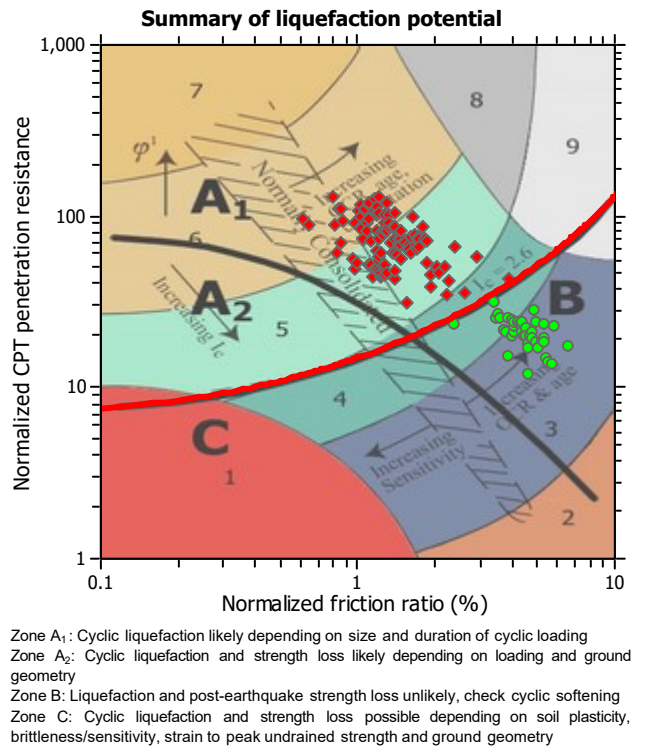 Summary of liquefaction potential
1,000
100
10
1
0.1
1
10
Normalized CPT penetration resistance
Normalized friction ratio (%)
7
8
9
φ'
A1
Increasing
age,
Normally Consolidated
6
Increasing Ic
A2
Ic = 2.6
B
5
4
C
1
Increasing
Sensitivity
Increasing
OCR & age
3
2
Zone A1: Cyclic liquefaction likely depending on size and duration of cyclic loading
Zone A2: Cyclic liquefaction and strength loss likely depending on loading and ground
geometry
Zone B: Liquefaction and post-earthquake strength loss unlikely, check cyclic softening
Zone C: Cyclic liquefaction and strength loss possible depending on soil plasticity,
brittleness/sensitivity, strain to peak undrained strength and ground geometry